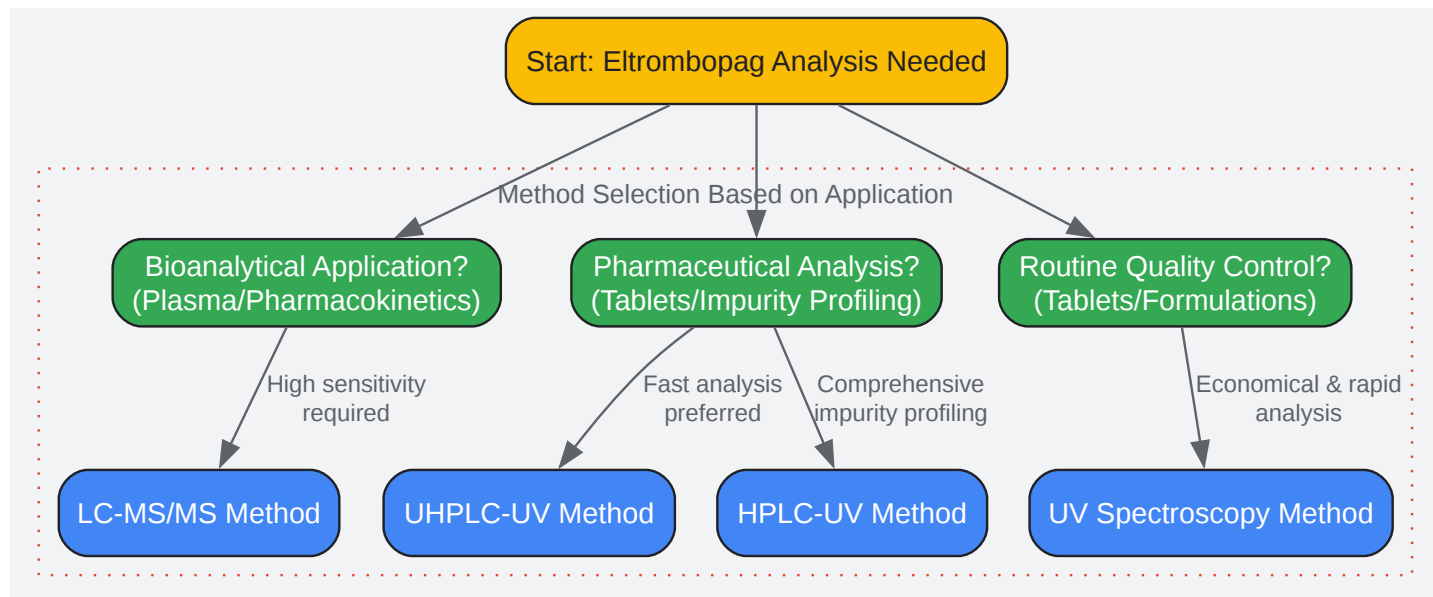 Start: Eltrombopag Analysis Needed
Method Selection Based on Application
Bioanalytical Application?
(Plasma/Pharmacokinetics)
Pharmaceutical Analysis?
(Tablets/Impurity Profiling)
Routine Quality Control?
(Tablets/Formulations)
High sensitivity
required
Fast analysis
preferred
Comprehensive
impurity profiling
Economical & rapid
analysis
LC-MS/MS Method
UHPLC-UV Method
HPLC-UV Method
UV Spectroscopy Method